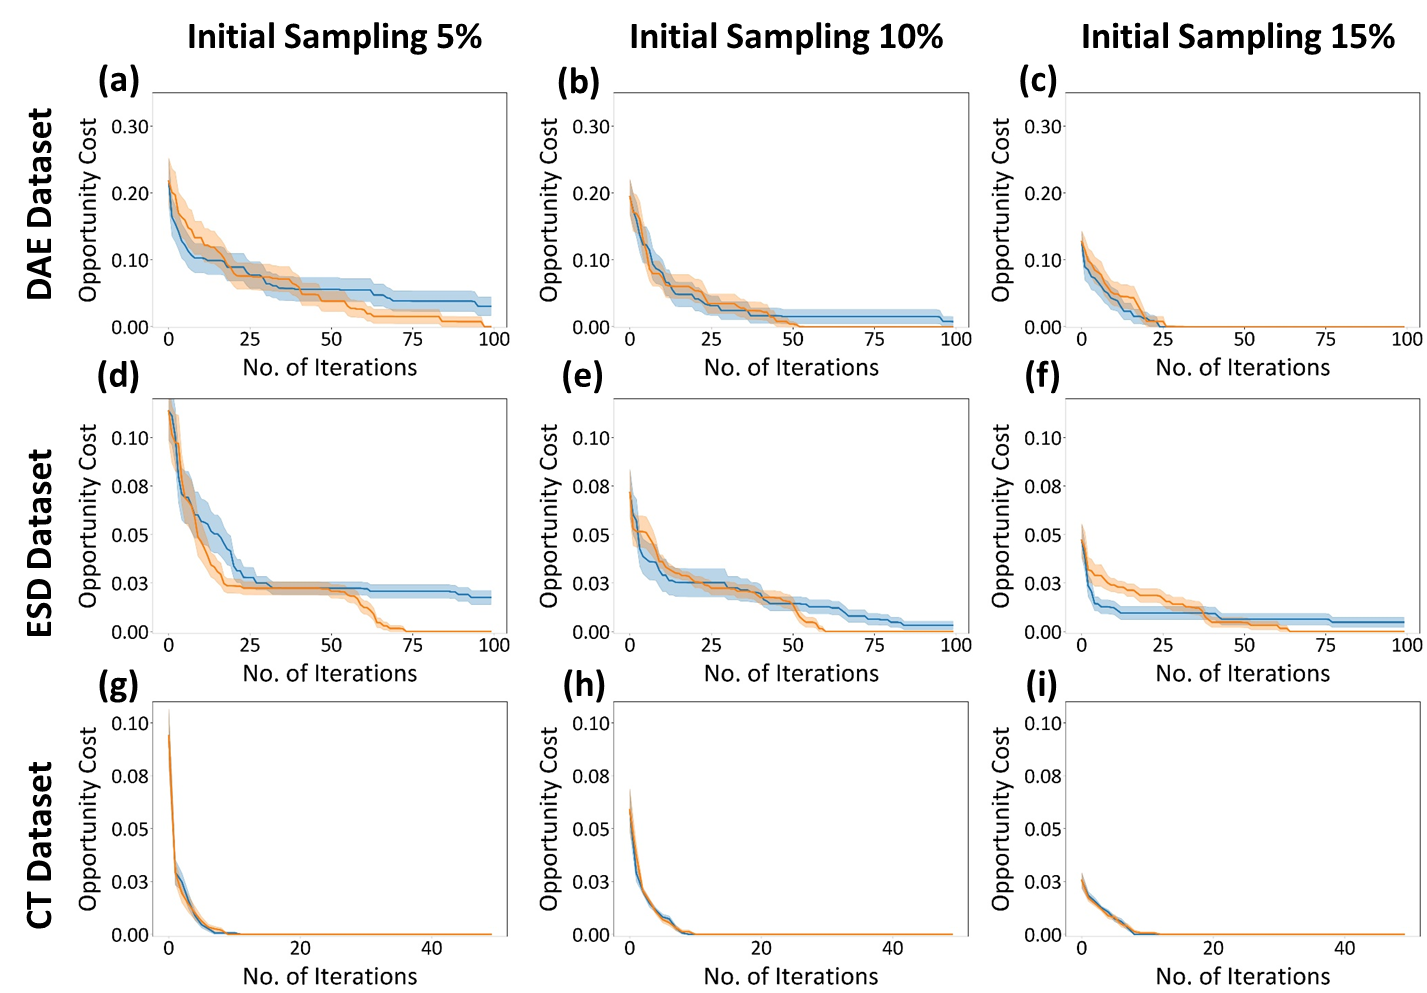 Initial Sampling 5%
Initial Sampling 10%
Initial Sampling 15%
DAE Dataset
(a)
Opportunity Cost
0.30
0.20
0.10
0.00
0 25 50 75 100
No. of Iterations
(b)
Opportunity Cost
0.30
0.20
0.10
0.00
0 25 50 75 100
No. of Iterations
(c)
Opportunity Cost
0.30
0.20
0.10
0.00
0 25 50 75 100
No. of Iterations
ESD Dataset
(d)
Opportunity Cost
0.10
0.08
0.05
0.03
0.00
0 25 50 75 100
No. of Iterations
(e)
Opportunity Cost
0.10
0.08
0.05
0.03
0.00
0 25 50 75 100
No. of Iterations
(f)
Opportunity Cost
0.10
0.08
0.05
0.03
0.00
0 25 50 75 100
No. of Iterations
CT Dataset
(g)
Opportunity Cost
0.10
0.08
0.05
0.03
0.00
0 20 40
No. of Iterations
(h)
Opportunity Cost
0.10
0.08
0.05
0.03
0.00
0 20 40
No. of Iterations
(i)
Opportunity Cost
0.10
0.08
0.05
0.03
0.00
0 20 40
No. of Iterations